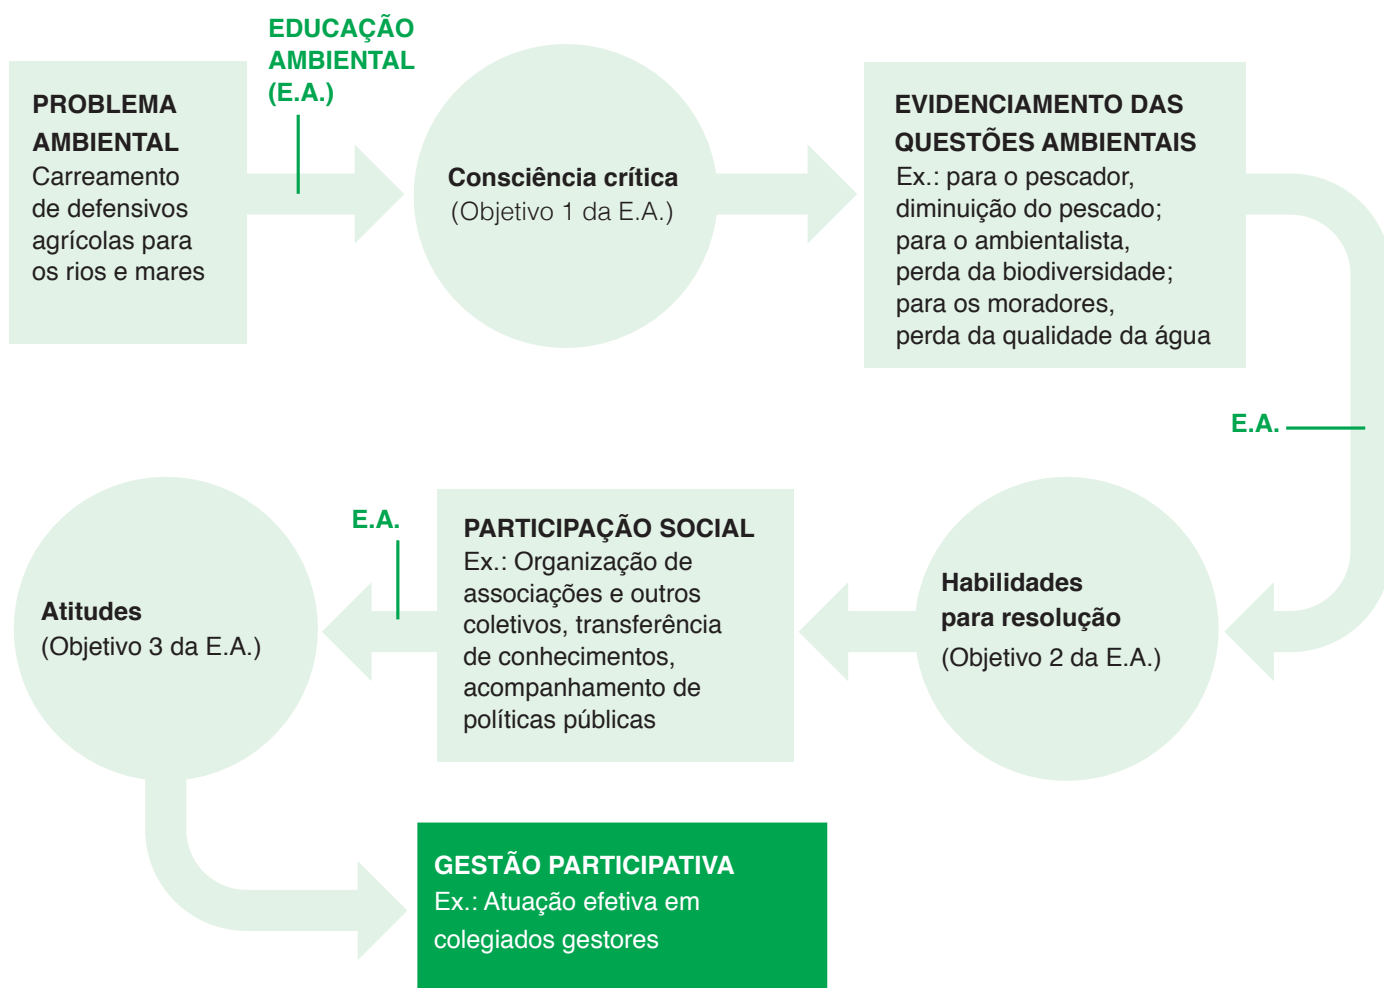 EDUCAÇÃO
AMBIENTAL
(E.A.)
PROBLEMA
AMBIENTAL
Carreamento
de defensivos
agrícolas para
os rios e mares
Consciência crítica
(Objetivo 1 da E.A.)
EVIDENCIAMENTO DAS
QUESTÕES AMBIENTAIS
Ex.: para o pescador,
diminuição do pescado;
para o ambientalista,
perda da biodiversidade;
para os moradores,
perda da qualidade da água
E.A.
Habilidades
para resolução
(Objetivo 2 da E.A.)
PARTICIPAÇÃO SOCIAL
Ex.: Organização de
associações e outros
coletivos, transferência
de conhecimentos,
acompanhamento de
políticas públicas
E.A.
Atitudes
(Objetivo 3 da E.A.)
GESTÃO PARTICIPATIVA
Ex.: Atuação efetiva em
colegiados gestores